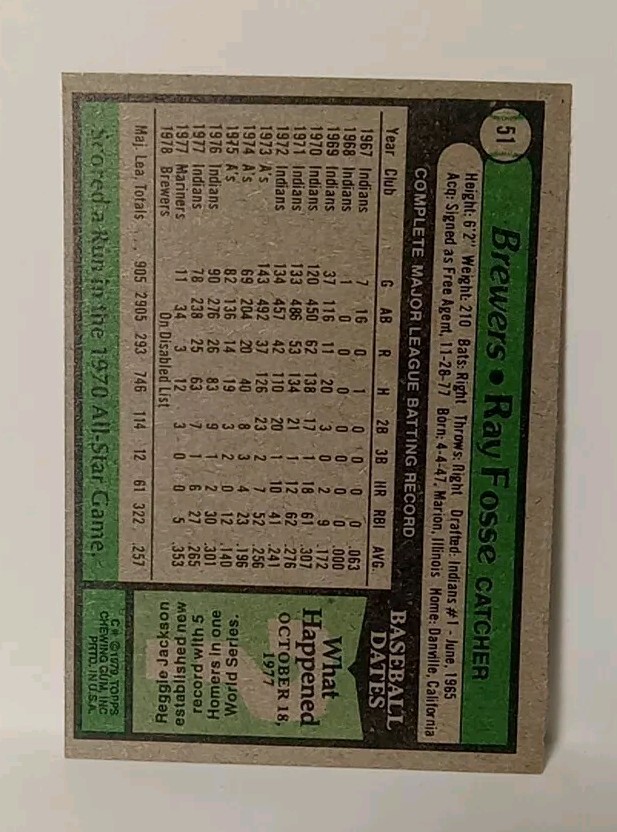 51
Brewers • Ray Fosse CATCHER
Height: 6'2" Weight: 210 Bats: Right Throws: Right Drafted: Indians #1 - June, 1965
Acq: Signed as Free Agent, 11-28-77 Born: 4-4-47, Marion, Illinois Home: Danville, California
COMPLETE MAJOR LEAGUE BATTING RECORD
Year Club G AB R H 2B 3B HR RBI AVG.
1967 Indians 7 16 0 1 0 0 0 0 .063
1968 Indians 1 0 0 0 0 0 0 0 .000
1969 Indians 37 116 11 20 3 0 2 9 .172
1970 Indians 120 450 62 138 17 1 18 61 .307
1971 Indians 133 486 53 134 21 1 12 62 .276
1972 Indians 134 457 42 110 20 1 10 41 .241
1973 A's 143 492 37 126 23 2 7 52 .256
1974 A's 69 204 20 40 8 3 4 23 .196
1975 A's 82 136 14 19 3 2 0 12 .140
1976 Indians 90 276 26 83 9 1 2 30 .301
1977 Indians 78 238 25 63 7 1 6 27 .265
1977 Mariners 11 34 3 12 3 0 0 5 .353
1978 Brewers On Disabled List
Maj. Lea. Totals . . . 905 2905 293 746 114 12 61 322 .257
Scored a Run in the 1970 All-Star Game.
BASEBALL
DATES
What
Happened
OCTOBER 18,
1977
Reggie Jackson
established new
record with 5
Homers in one
World Series.
C* © 1979, TOPPS
CHEWING GUM, INC
PRTD. IN U.S.A.